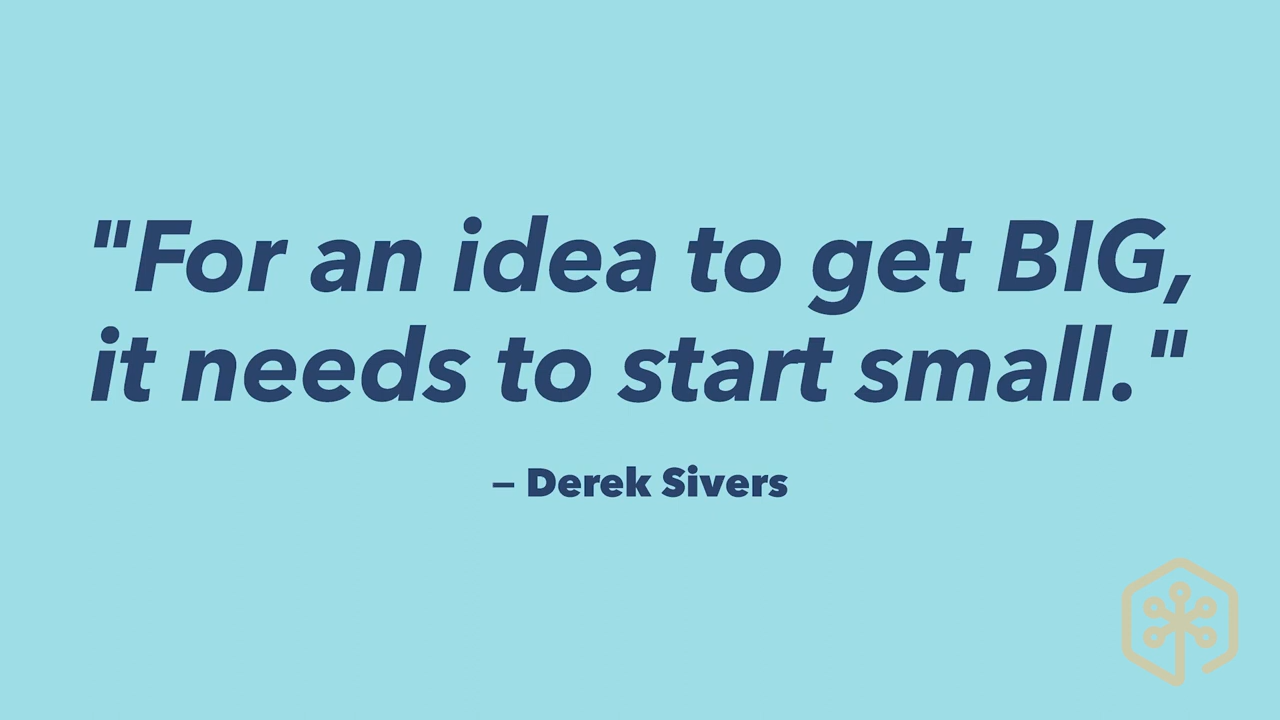 "For an idea to get BIG,
it needs to start small."
– Derek Sivers